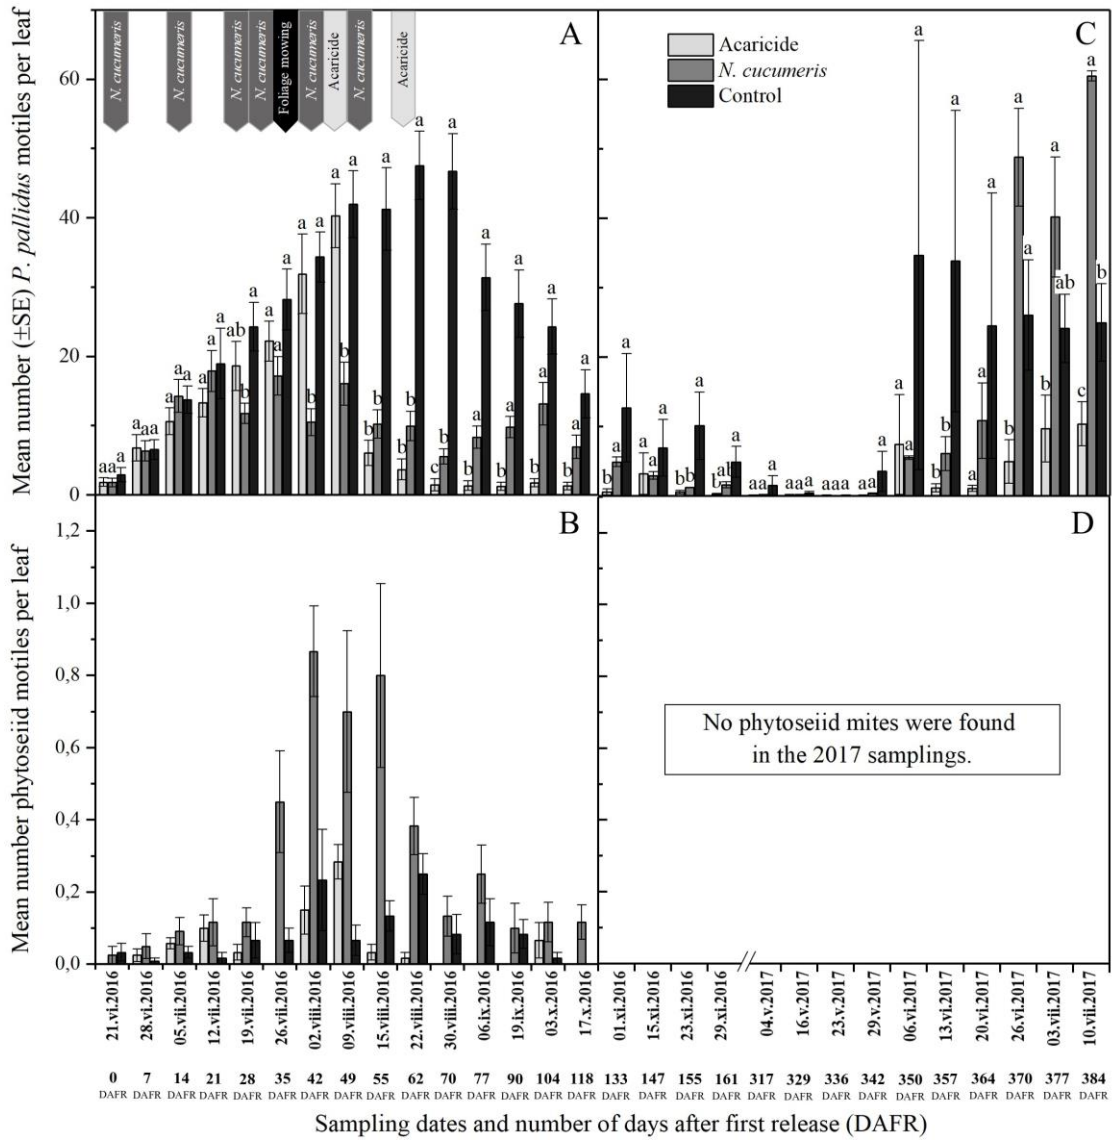 Mean number (±SE) P. pallidus motiles per leaf
A
N. cucumeris
N. cucumeris
N. cucumeris
N. cucumeris
Foliage mowing
N. cucumeris
Acaricide
N. cucumeris
Acaricide
60
40
20
0
a a a
a a a
a a a
a a a
ab b a
a a a
a b a
a b a
b b a
b b a
c b a
b a a
b a a
b a a
b a a
C
Acaricide
N. cucumeris
Control
b a a
a a a
b b a
b ab a
a a a
a a a
a a a
a a a
a a a
b a a
a a a
b a a
b a ab
c a b
Mean number phytoseiid motiles per leaf
B
1,2
1,0
0,8
0,6
0,4
0,2
0,0
D
No phytoseiid mites were found
in the 2017 samplings.
21.vi.2016
28.vi.2016
05.vii.2016
12.vii.2016
19.vii.2016
26.viii.2016
02.viii.2016
09.viii.2016
15.viii.2016
22.viii.2016
30.viii.2016
06.ix.2016
19.ix.2016
03.x.2016
17.x.2016
01.xi.2016
15.xi.2016
23.xi.2016
29.xi.2016
04.v.2017
16.v.2017
23.v.2017
29.v.2017
06.vi.2017
13.vi.2017
20.vi.2017
26.vi.2017
03.vii.2017
10.vii.2017
0 7 14 21 28 35 42 49 55 62 70 77 90 104 118 133 147 155 161 317 329 336 342 350 357 364 370 377 384
DAFR DAFR DAFR DAFR DAFR DAFR DAFR DAFR DAFR DAFR DAFR DAFR DAFR DAFR DAFR DAFR DAFR DAFR DAFR DAFR DAFR DAFR DAFR DAFR DAFR DAFR DAFR DAFR DAFR
Sampling dates and number of days after first release (DAFR)